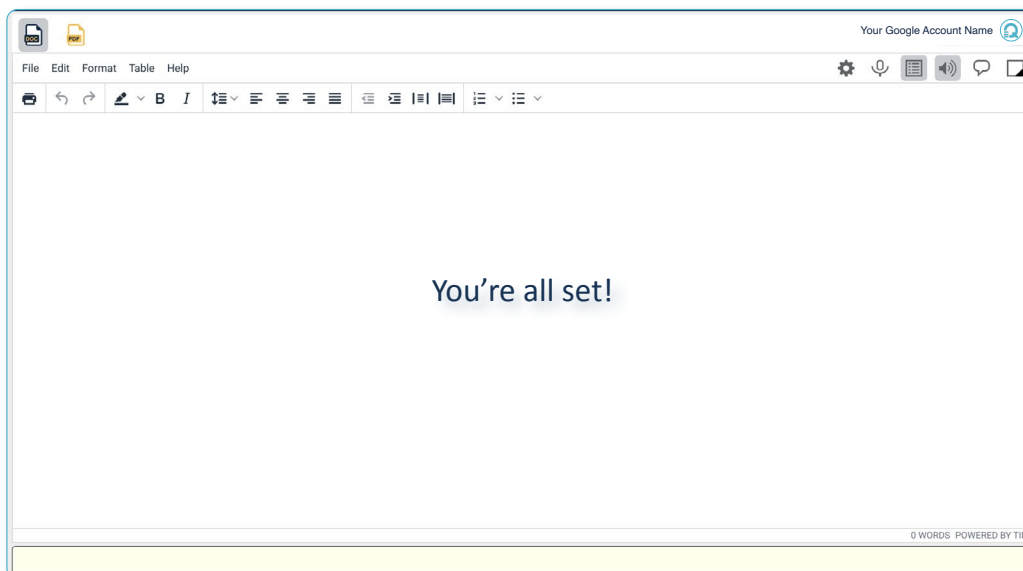 DOC
PDF
Your Google Account Name
File Edit Format Table Help
B I
You’re all set!
0 WORDS POWERED BY